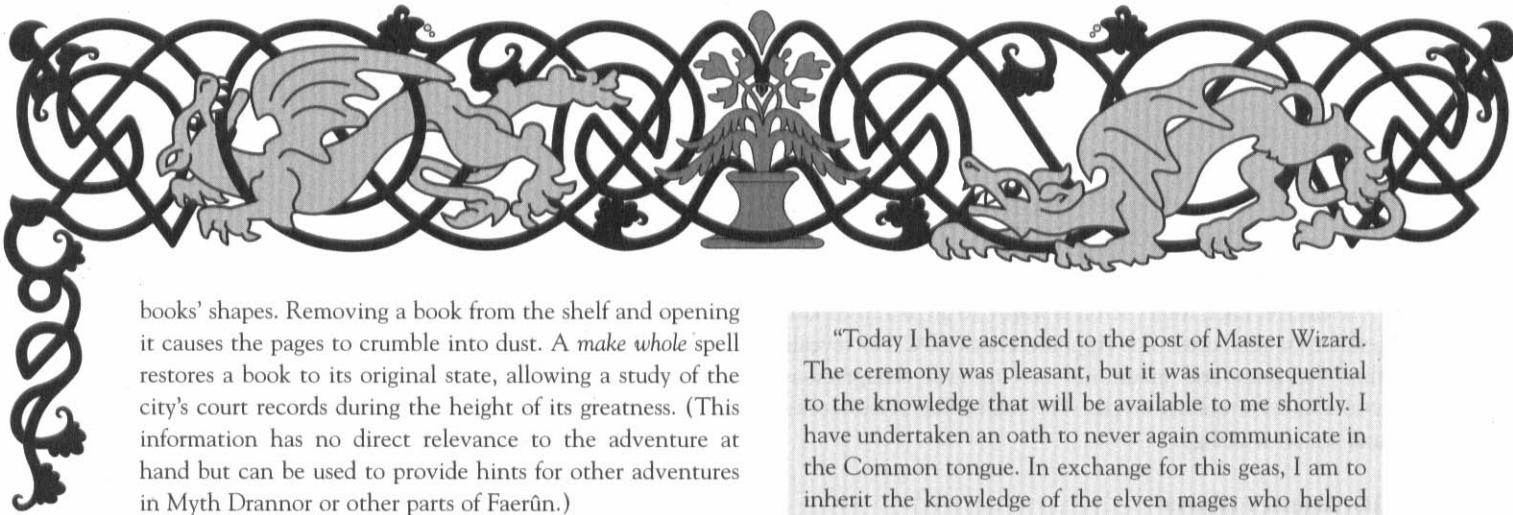 books' shapes. Removing a book from the shelf and opening
it causes the pages to crumble into dust. A make whole spell
restores a book to its original state, allowing a study of the
city's court records during the height of its greatness. (This
information has no direct relevance to the adventure at
hand but can be used to provide hints for other adventures
in Myth Drannor or other parts of Faerûn.)
“Today I have ascended to the post of Master Wizard.
The ceremony was pleasant, but it was inconsequential
to the knowledge that will be available to me shortly. I
have undertaken an oath to never again communicate in
the Common tongue. In exchange for this geas, I am to
inherit the knowledge of the elven mages who helped